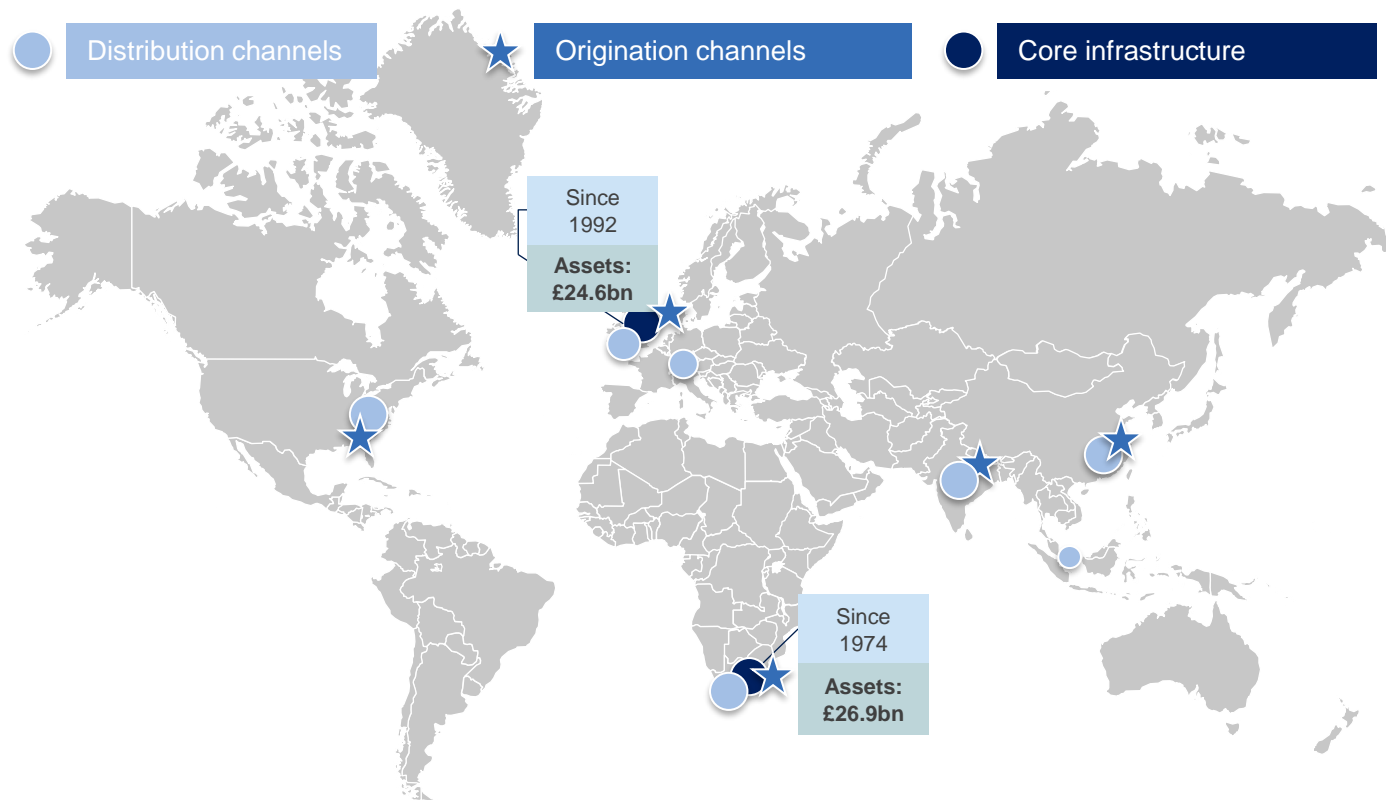 Distribution channels
Origination channels
Core infrastructure
Since
1992
Assets:
£24.6bn
Since
1974
Assets:
£26.9bn